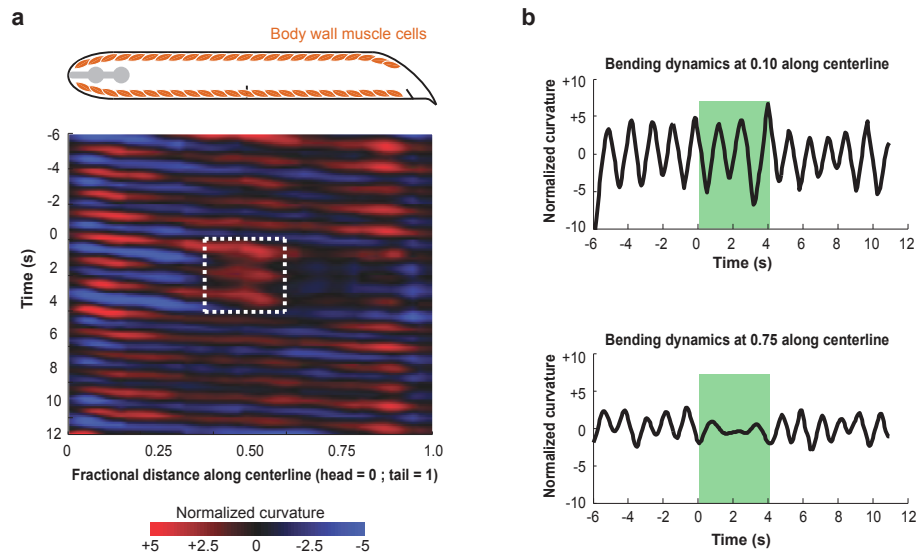 a
Body wall muscle cells
-6
-4
-2
0
2
4
6
8
10
12
Time (s)
0
0.25
0.50
0.75
1.0
Fractional distance along centerline (head = 0 ; tail = 1)
Normalized curvature
+5
+2.5
0
-2.5
-5
b
Bending dynamics at 0.10 along centerline
+10
+5
0
-5
-10
Normalized curvature
-6 -4 -2 0 2 4 6 8 10 12
Time (s)
Bending dynamics at 0.75 along centerline
+10
+5
0
-5
-10
Normalized curvature
-6 -4 -2 0 2 4 6 8 10 12
Time (s)